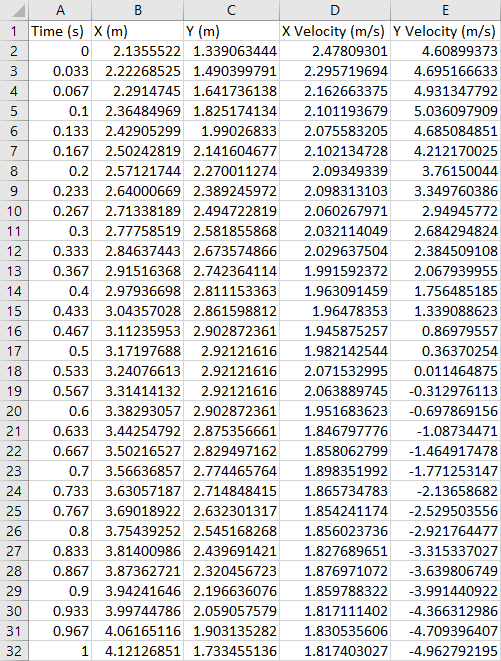 A B C D E
1 Time (s) X (m) Y (m) X Velocity (m/s) Y Velocity (m/s)
2 0 2.1355522 1.339063444 2.47809301 4.60899373
3 0.033 2.22268525 1.490399791 2.295719694 4.695166633
4 0.067 2.2914745 1.641736138 2.162663375 4.931347792
5 0.1 2.36484969 1.825174134 2.101193679 5.036097909
6 0.133 2.42905299 1.99026833 2.075583205 4.685084851
7 0.167 2.50242819 2.141604677 2.102134728 4.212170025
8 0.2 2.57121744 2.270011274 2.09349339 3.76150044
9 0.233 2.64000669 2.389245972 2.098313103 3.349760386
10 0.267 2.71338189 2.494722819 2.060267971 2.94945772
11 0.3 2.77758519 2.581855868 2.032114049 2.684294824
12 0.333 2.84637443 2.673574866 2.029637504 2.384509108
13 0.367 2.91516368 2.742364114 1.991592372 2.067939955
14 0.4 2.97936698 2.811153363 1.963091459 1.756485185
15 0.433 3.04357028 2.861598812 1.96478353 1.339088623
16 0.467 3.11235953 2.902872361 1.945875257 0.86979557
17 0.5 3.17197688 2.92121616 1.982142544 0.36370254
18 0.533 3.24076613 2.92121616 2.071532995 0.011464875
19 0.567 3.31414132 2.92121616 2.063889745 -0.312976113
20 0.6 3.38293057 2.902872361 1.951683623 -0.697869156
21 0.633 3.44254792 2.875356661 1.846797776 -1.08734471
22 0.667 3.50216527 2.829497162 1.858062799 -1.464917478
23 0.7 3.56636857 2.774465764 1.898351992 -1.771253147
24 0.733 3.63057187 2.714848415 1.865734783 -2.13658682
25 0.767 3.69018922 2.632301317 1.854241174 -2.529503556
26 0.8 3.75439252 2.545168268 1.856023736 -2.921764477
27 0.833 3.81400986 2.439691421 1.827689651 -3.315337027
28 0.867 3.87362721 2.320456723 1.876971072 -3.639806749
29 0.9 3.94241646 2.196636076 1.859788322 -3.991440922
30 0.933 3.99744786 2.059057579 1.817111402 -4.366312986
31 0.967 4.06165116 1.903135282 1.830535606 -4.709396407
32 1 4.12126851 1.733455136 1.817403027 -4.962792195